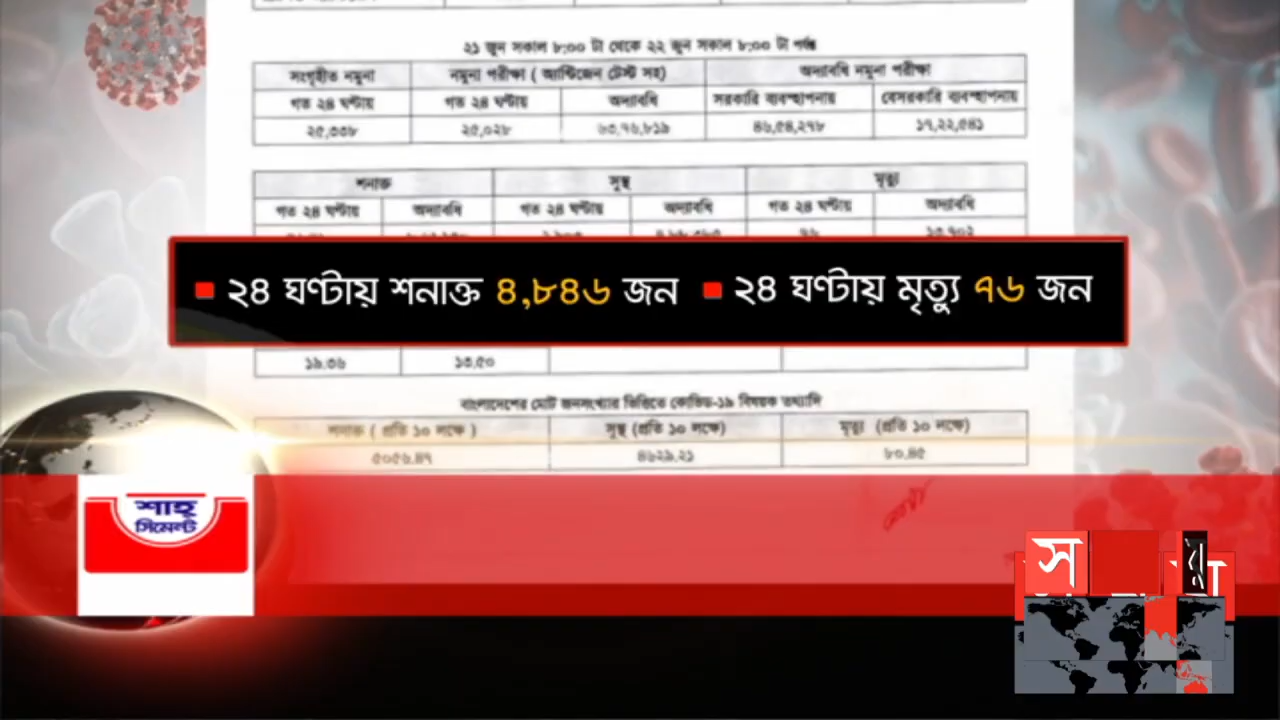 ২১ জুন সকাল ৮:০০ টা থেকে ২২ জুন সকাল ৮:০০ টা পর্যন্ত
সংগৃহীত নমুনা নমুনা পরীক্ষা ( অ্যান্টিজেন টেস্ট সহ) অদ্যাবধি নমুনা পরীক্ষা
গত ২৪ ঘণ্টায় গত ২৪ ঘণ্টায় অদ্যাবধি সরকারি ব্যবস্থাপনায় বেসরকারি ব্যবস্থাপনায়
২৫,৩৩৮ ২৫,০২৮ ৬৩,৭৬,৮১৯ ৪৬,৫৪,২৭৮ ১৭,২২,৫৪১
শনাক্ত সুস্থ মৃত্যু
গত ২৪ ঘণ্টায় অদ্যাবধি গত ২৪ ঘণ্টায় অদ্যাবধি গত ২৪ ঘণ্টায় অদ্যাবধি
৭৬ ১৩,৭০২
২৪ ঘণ্টায় শনাক্ত ৪,৮৪৬ জন ২৪ ঘণ্টায় মৃত্যু ৭৬ জন
১৯.৩৬ ১৩.৫০
বাংলাদেশের মোট জনসংখ্যার ভিত্তিতে কোভিড-১৯ বিষয়ক তথ্যাদি
শনাক্ত ( প্রতি ১০ লক্ষে ) সুস্থ (প্রতি ১০ লক্ষে) মৃত্যু (প্রতি ১০ লক্ষে)
৫০৫৬.৪৭ ৪৬২৯.২১ ৮০.৪৫
শাহ্
সিমেন্ট
স